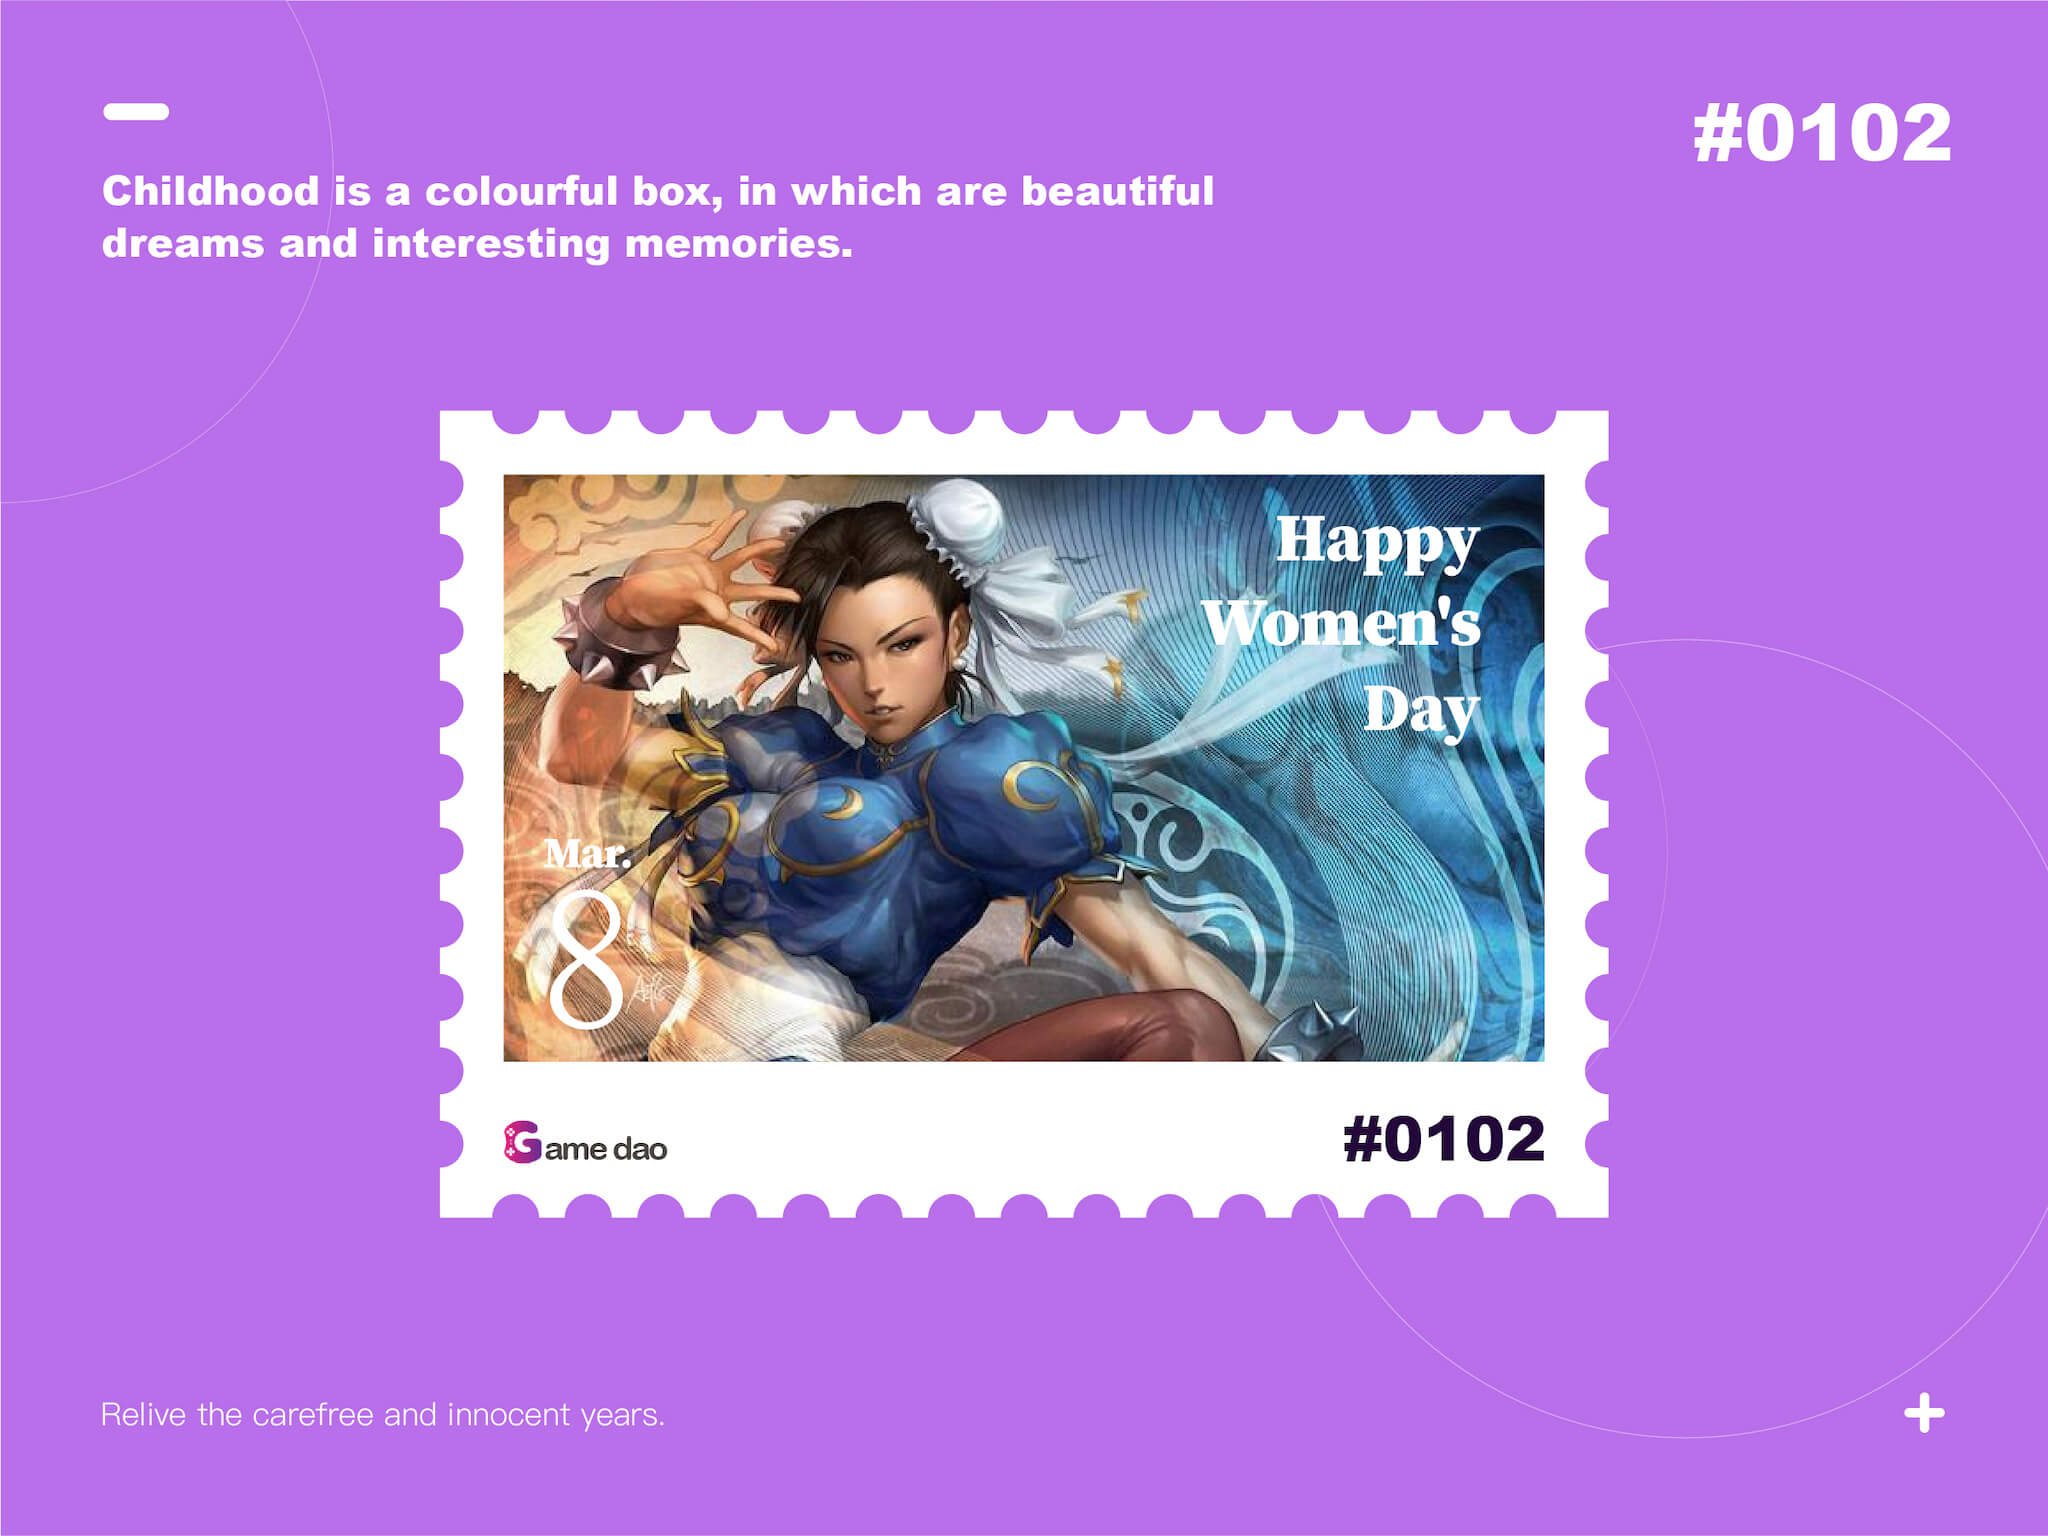 #0102
Childhood is a colourful box, in which are beautiful
dreams and interesting memories.
Happy
Women's
Day
Mar.
8
Game dao
#0102
Relive the carefree and innocent years.